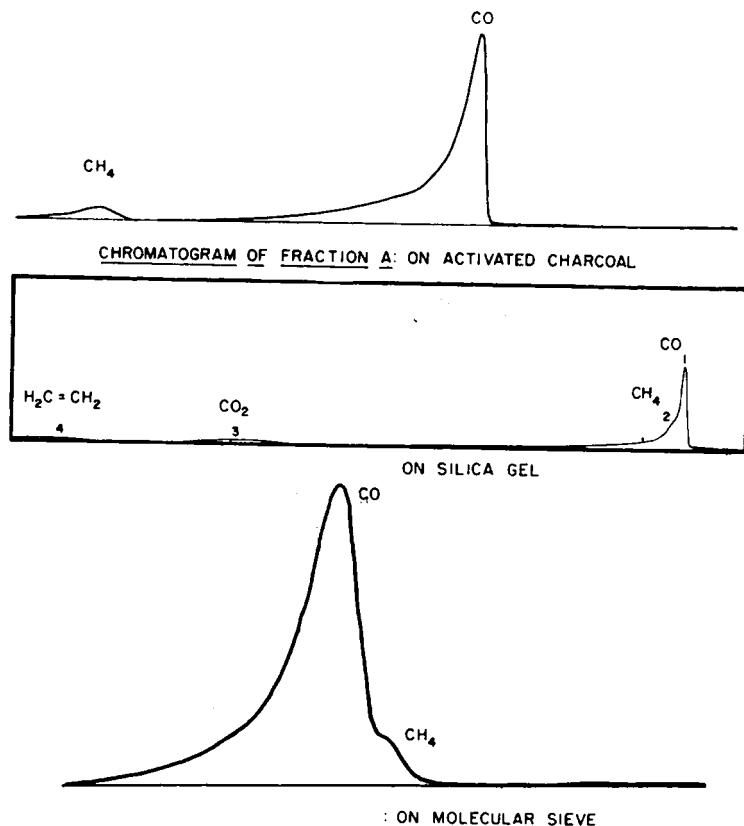 CO
CH₄
CHROMATOGRAM OF FRACTION A: ON ACTIVATED CHARCOAL
CO
1
H₂C=CH₂
CO₂
CH₄
4
3
2
ON SILICA GEL
CO
CH₄
: ON MOLECULAR SIEVE